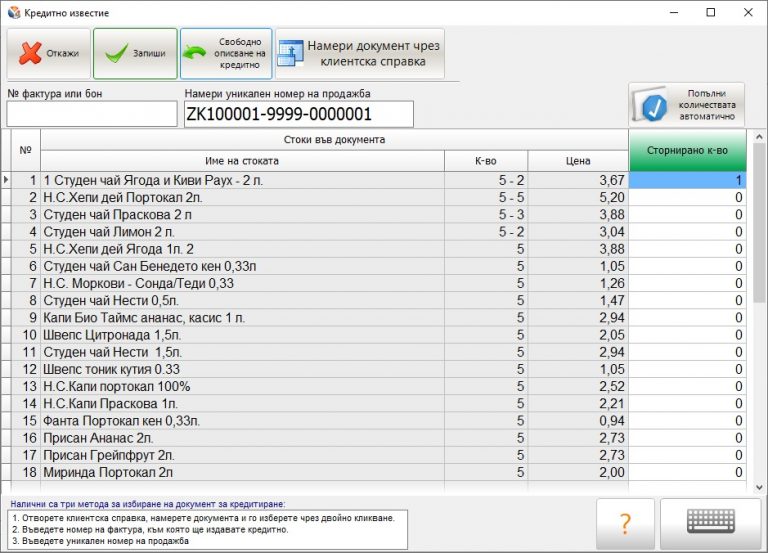 Кредитно известие
Откажи
Запиши
Свободно
описване на
кредитно
Намери документ чрез
клиентска справка
№ фактура или бон
Намери уникален номер на продажба
ZK100001-9999-0000001
Попълни
количествата
автоматично
№ Стоки във документа Сторнирано к-во
Име на стоката К-во Цена
1 1 Студен чай Ягода и Киви Раух - 2 л. 5 - 2 3,67 1
2 Н.С.Хепи дей Портокал 2л. 5 - 5 5,20 0
3 Студен чай Праскова 2 л 5 - 3 3,88 0
4 Студен чай Лимон 2 л. 5 - 2 3,04 0
5 Н.С.Хепи дей Ягода 1л. 2 5 3,88 0
6 Студен чай Сан Бенедето кен 0,33л 5 1,05 0
7 Н.С. Моркови - Сонда/Теди 0,33 5 1,26 0
8 Студен чай Нести 0,5л. 5 1,47 0
9 Капи Био Таймс ананас, касис 1 л. 5 2,94 0
10 Швепс Цитронада 1,5л. 5 2,05 0
11 Студен чай Нести 1,5л. 5 2,94 0
12 Швепс тоник кутия 0.33 5 1,05 0
13 Н.С.Капи портокал 100% 5 2,52 0
14 Н.С.Капи Праскова 1л. 5 2,21 0
15 Фанта Портокал кен 0,33л. 5 0,94 0
16 Присан Ананас 2л. 5 2,73 0
17 Присан Грейпфрут 2л. 5 2,73 0
18 Миринда Портокал 2л 5 2,00 0
Налични са три метода за избиране на документ за кредитиране:
1. Отворете клиентска справка, намерете документа и го изберете чрез двойно кликване.
2. Въведете номер на фактура, към която ще издавате кредитно.
3. Въведете уникален номер на продажба
?